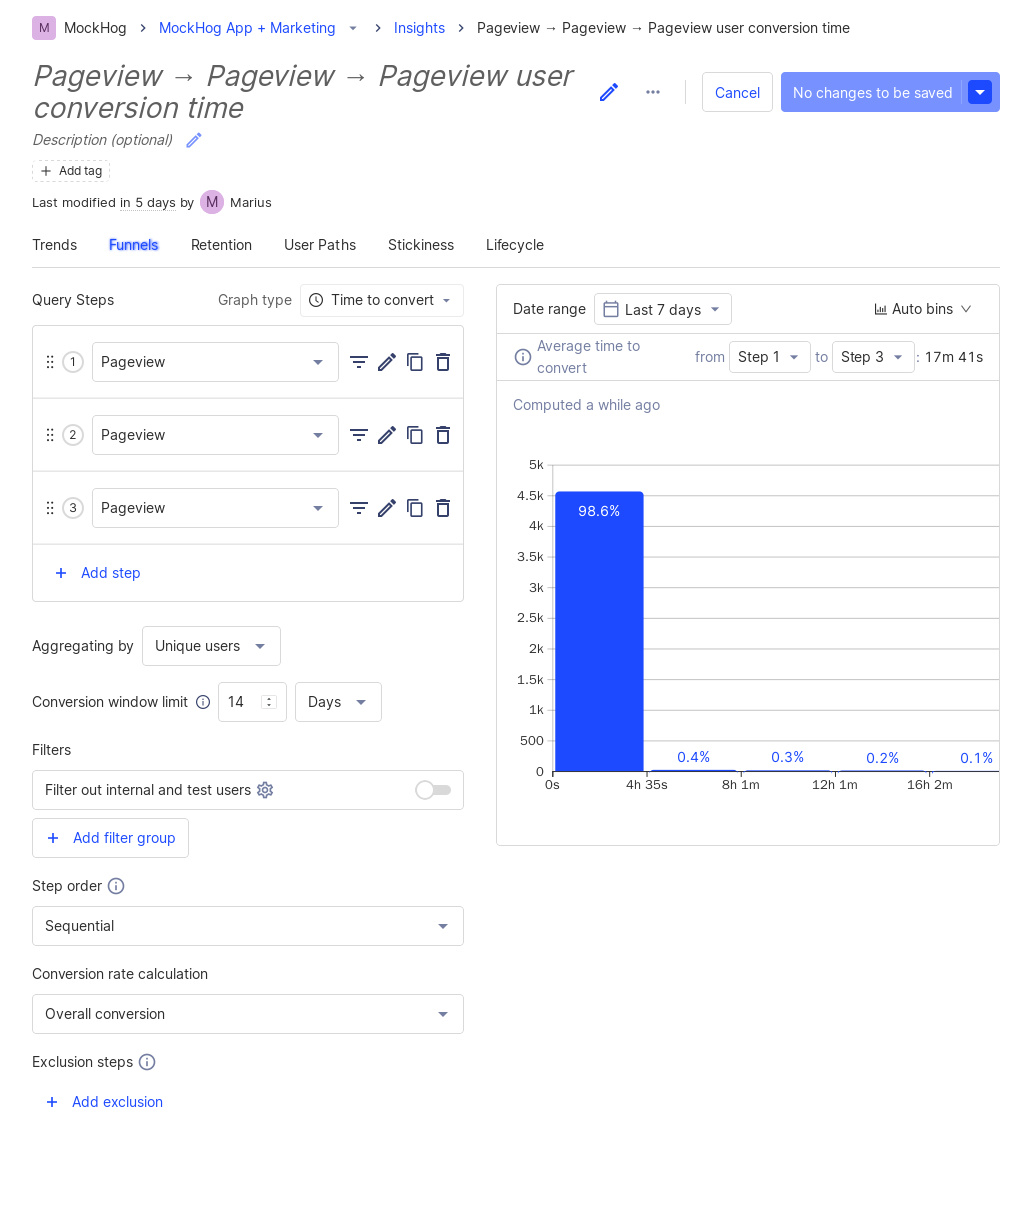 M MockHog MockHog App + Marketing Insights Pageview → Pageview → Pageview user conversion time
Pageview → Pageview → Pageview user
conversion time
Cancel
No changes to be saved
Description (optional)
Add tag
Last modified in 5 days by M Marius
Trends Funnels Retention User Paths Stickiness Lifecycle
Query Steps
Graph type Time to convert
1 Pageview
2 Pageview
3 Pageview
Add step
Aggregating by Unique users
Conversion window limit 14 Days
Filters
Filter out internal and test users
Add filter group
Step order
Sequential
Conversion rate calculation
Overall conversion
Exclusion steps
Add exclusion
Date range Last 7 days
Auto bins
Average time to
convert
from Step 1 to Step 3 : 17m 41s
Computed a while ago
5k
4.5k
4k
3.5k
3k
2.5k
2k
1.5k
1k
500
0
98.6%
0.4%
0.3%
0.2%
0.1%
0s 4h 35s 8h 1m 12h 1m 16h 2m